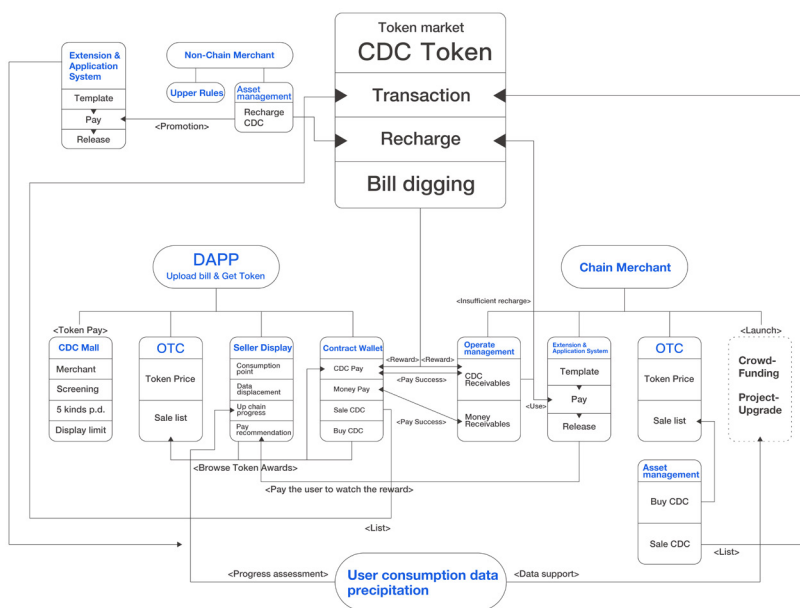 Token market
CDC Token
Transaction
Recharge
Bill digging
Extension &
Application
System
Template
Pay
Release
Non-Chain Merchant
Upper Rules
Asset
management
Recharge
CDC
<Promotion>
DAPP
Upload bill & Get Token
Chain Merchant
<Insufficient recharge>
<Token Pay>
<Launch>
CDC Mall
Merchant
Screening
5 kinds p.d.
Display limit
OTC
Token Price
Sale list
Seller Display
Consumption
point
Data
displacement
Up chain
progress
Pay
recommendation
Contract Wallet
CDC Pay
Money Pay
Sale CDC
Buy CDC
<Reward>
<Reward>
<Pay Success>
<Pay Success>
Operate
management
CDC
Receivables
Money
Receivables
<Use>
Extension &
Application System
Template
Pay
Release
OTC
Token Price
Sale list
Crowd-
Funding
Project-
Upgrade
<Browse Token Awards>
<Pay the user to watch the reward>
<List>
Asset
management
Buy CDC
Sale CDC
<List>
<Progress assessment>
User consumption data
precipitation
<Data support>